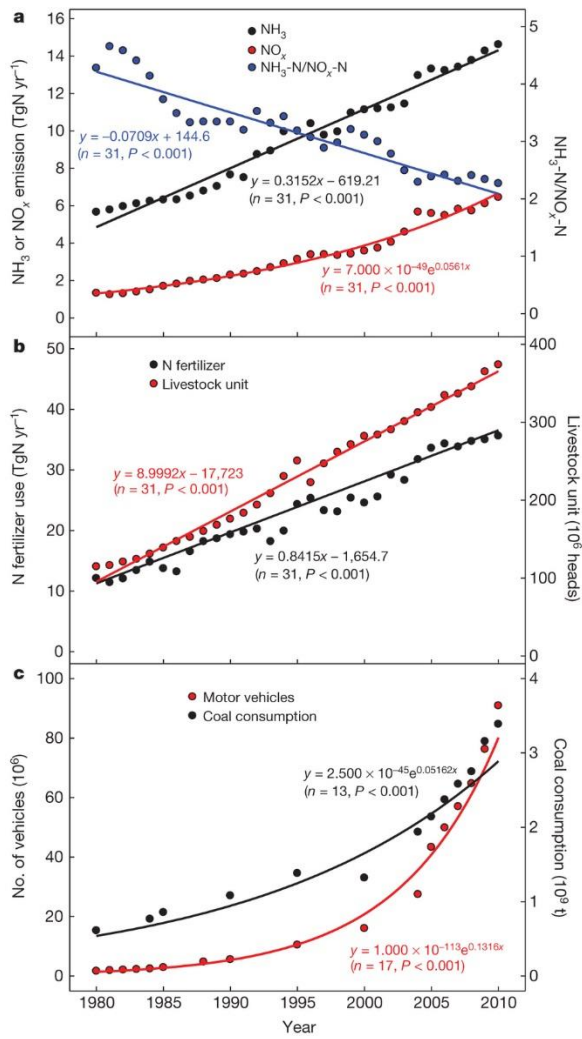 a
NH₃
NOₓ
NH₃-N/NOₓ-N
NH₃ or NOₓ emission (TgN yr⁻¹)
16
14
12
10
8
6
4
2
0
y = –0.0709x + 144.6
(n = 31, P < 0.001)
y = 0.3152x – 619.21
(n = 31, P < 0.001)
y = 7.000 × 10⁻⁴⁹e⁰·⁰⁵⁶¹ˣ
(n = 31, P < 0.001)
5
4
3
2
1
0
NH₃-N/NOₓ-N
b
N fertilizer
Livestock unit
N fertilizer use (TgN yr⁻¹)
50
40
30
20
10
0
y = 8.9992x – 17,723
(n = 31, P < 0.001)
y = 0.8415x – 1,654.7
(n = 31, P < 0.001)
400
300
200
100
0
Livestock unit (10⁶ heads)
c
Motor vehicles
Coal consumption
No. of vehicles (10⁶)
100
80
60
40
20
0
y = 2.500 × 10⁻⁴⁵e⁰·⁰⁵¹⁶²ˣ
(n = 13, P < 0.001)
y = 1.000 × 10⁻¹¹³e⁰·¹³¹⁶ˣ
(n = 17, P < 0.001)
4
3
2
1
0
Coal consumption (10⁹ t)
1980 1985 1990 1995 2000 2005 2010
Year